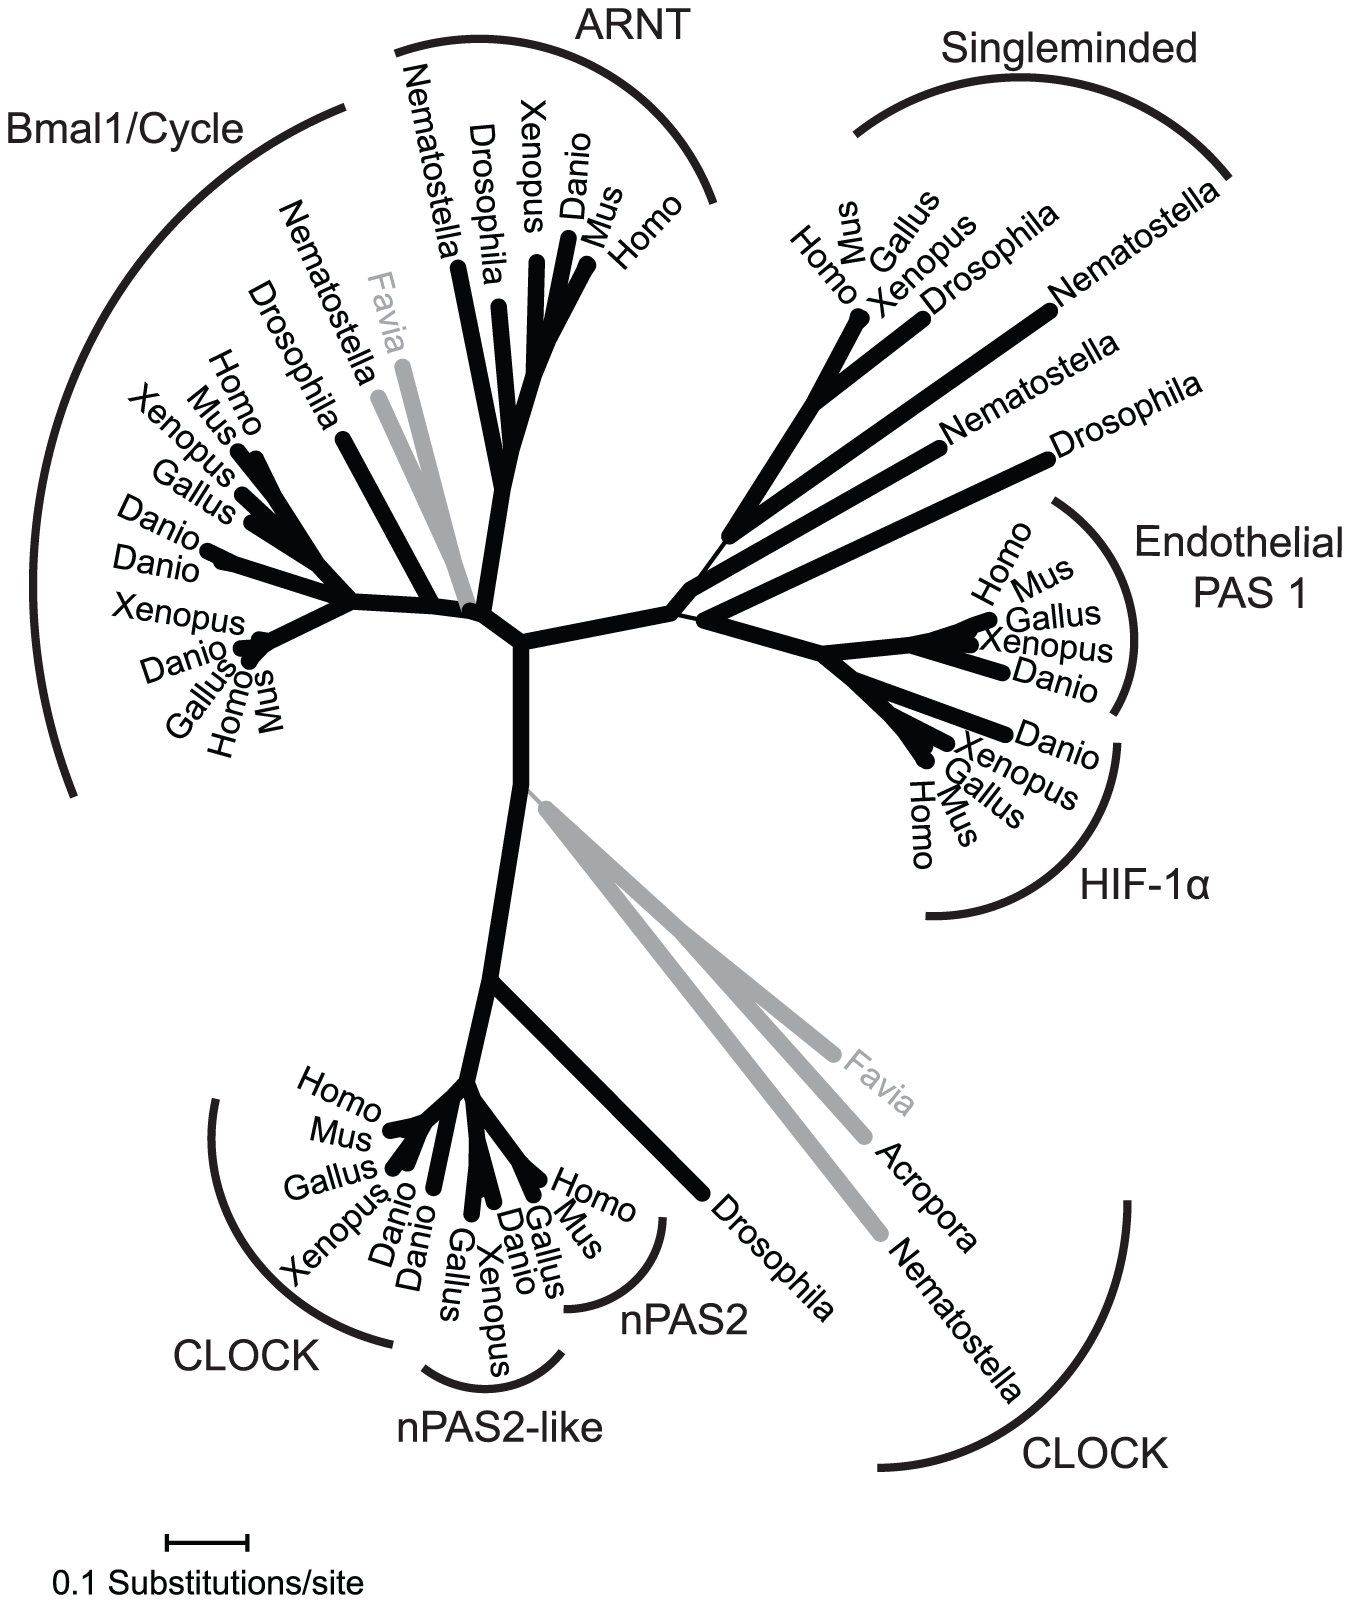 ARNT
Singleminded
Bmal1/Cycle
Nematostella
Drosophila
Xenopus
Danio
Mus
Homo
Nematostella
Favia
Drosophila
Homo
Mus
Xenopus
Gallus
Danio
Danio
Xenopus
Danio
Gallus
Homo
Mus
Homo
Mus
Gallus
Xenopus
Drosophila
Nematostella
Nematostella
Drosophila
Endothelial
PAS 1
Homo
Mus
Gallus
Xenopus
Danio
Danio
Xenopus
Gallus
Mus
Homo
HIF-1α
Favia
Acropora
Nematostella
CLOCK
Drosophila
Homo
Mus
Gallus
Xenopus
Danio
Danio
CLOCK
Gallus
Xenopus
Danio
nPAS2-like
Gallus
Mus
Homo
nPAS2
0.1 Substitutions/site